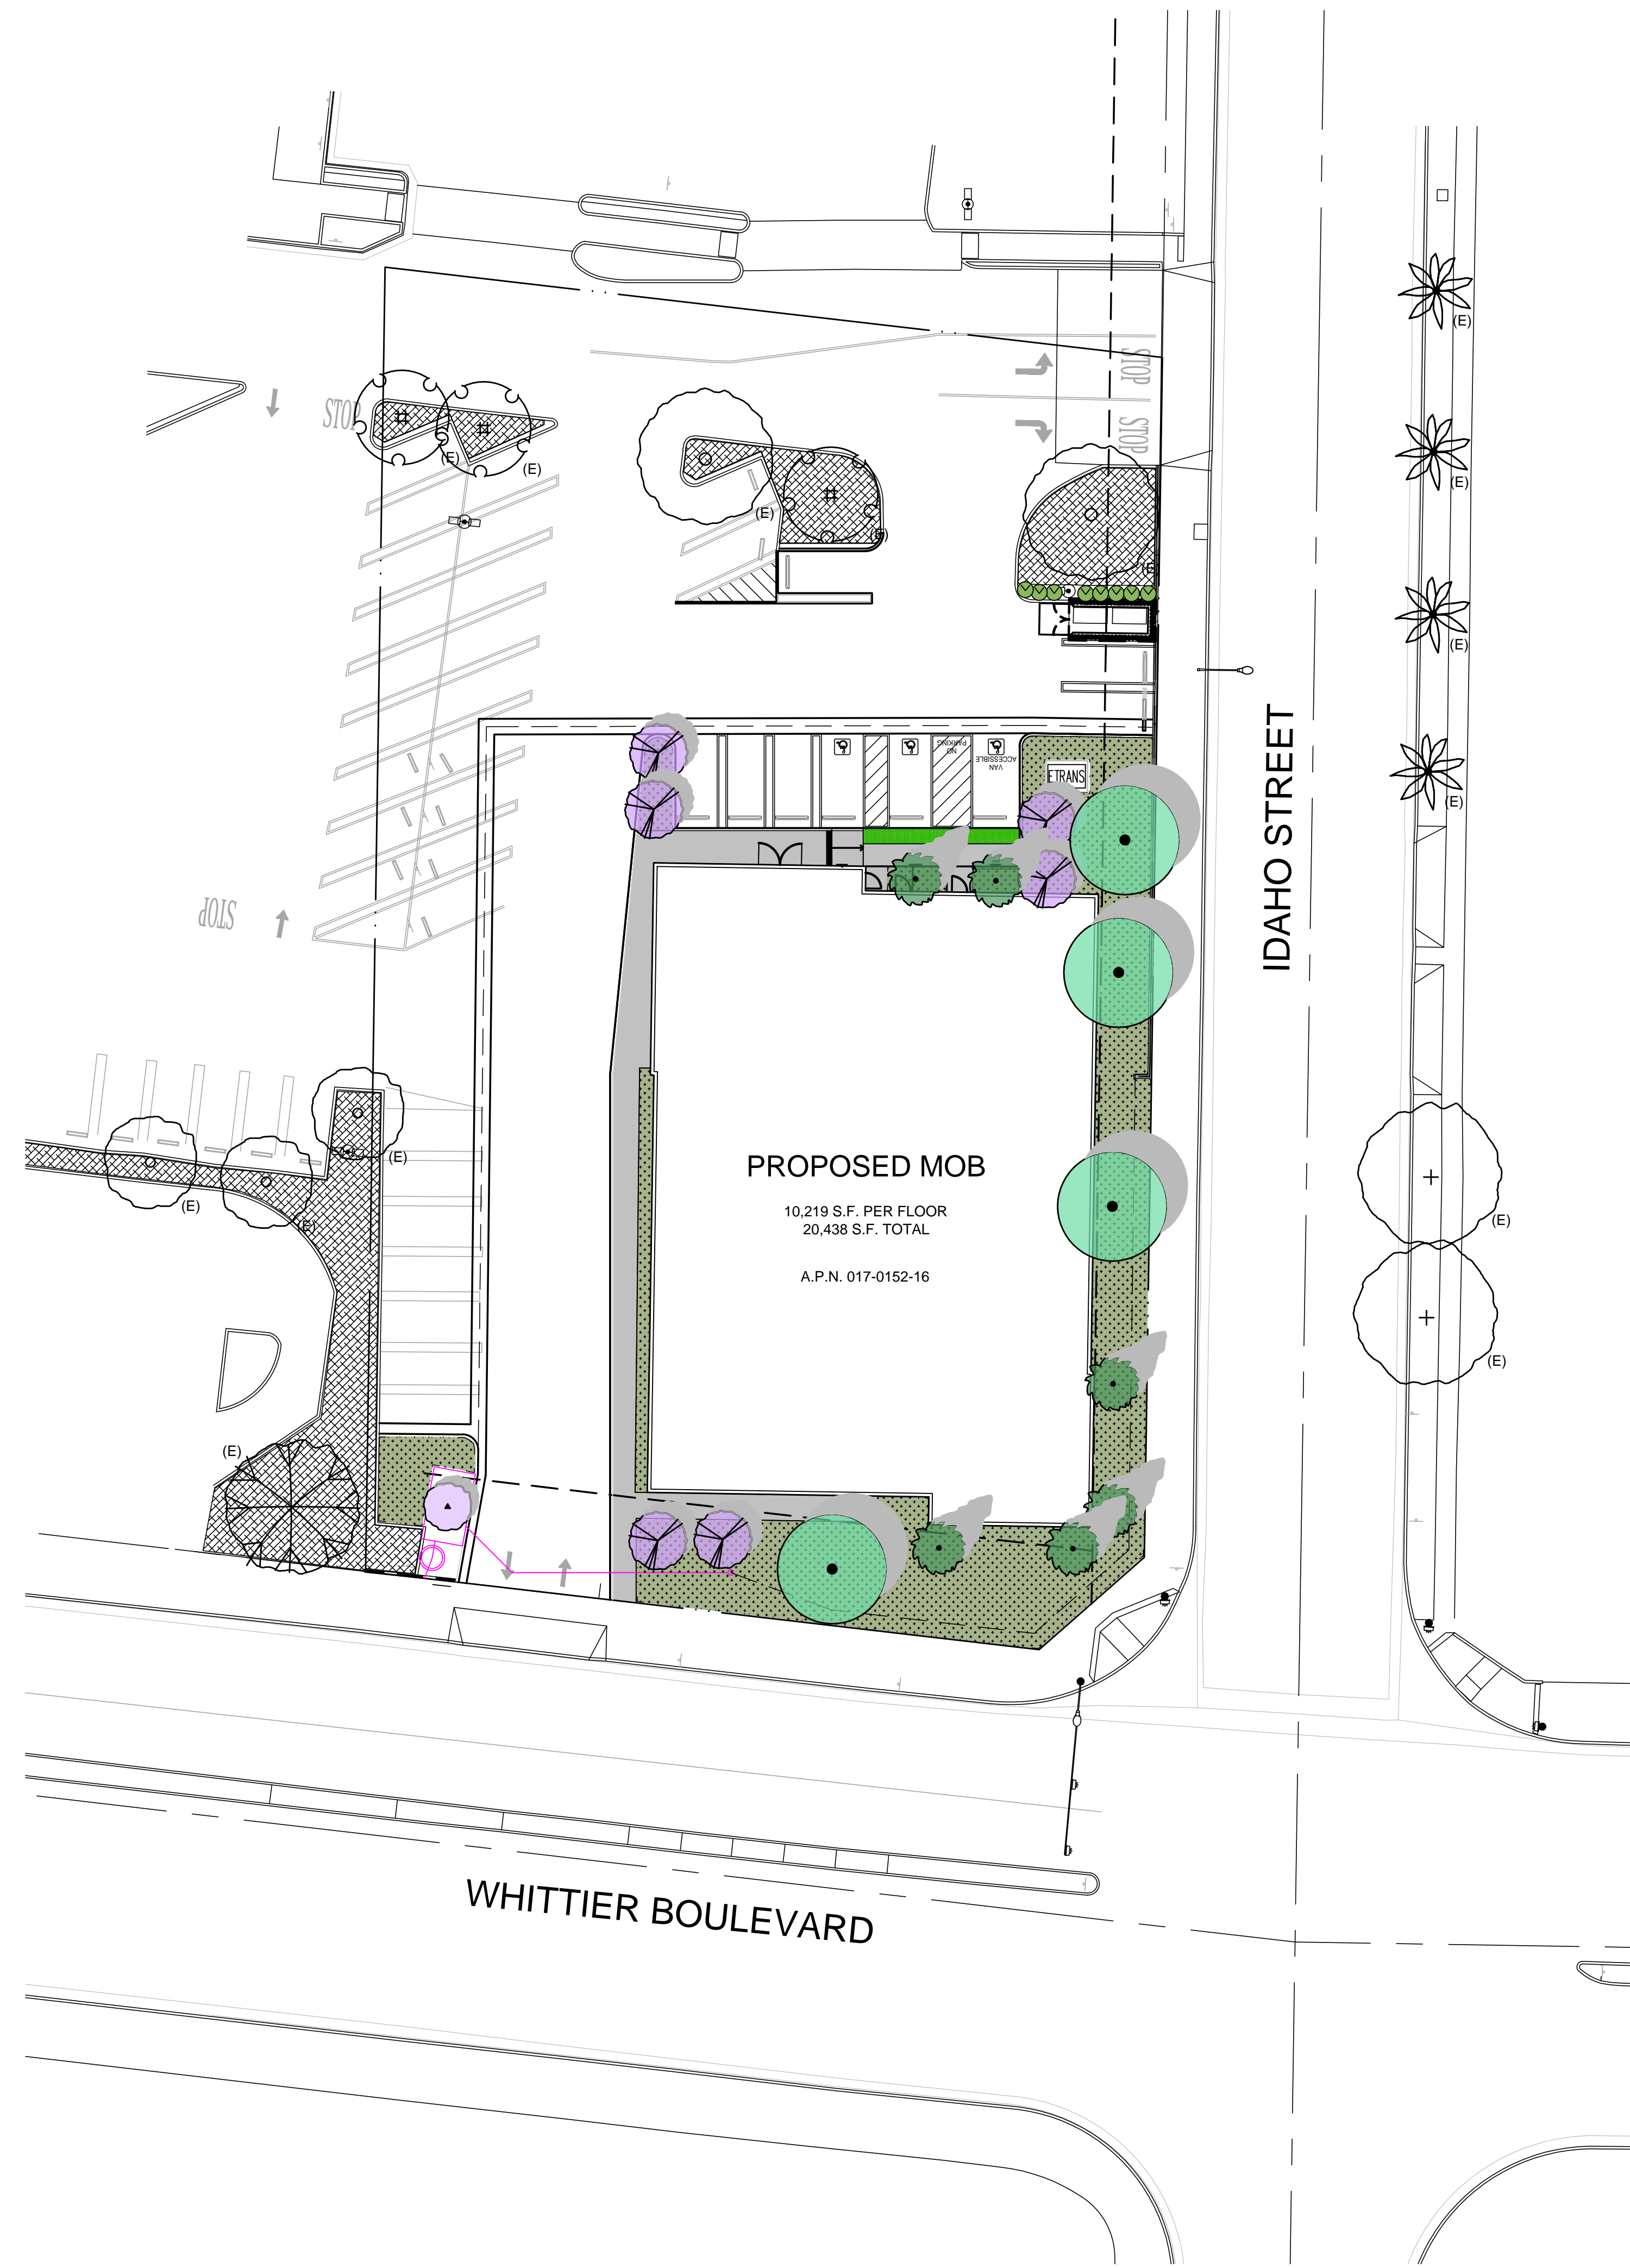 (E)
STOP
STOP
(E)
STOP
(E)
(E)
(E)
(E)
(E)
(E)
(E)
NO
PARKING
VAN
ACCESSIBLE
ETRANS
(E)
IDAHO STREET
STOP
(E)
PROPOSED MOB
10,219 S.F. PER FLOOR
20,438 S.F. TOTAL
A.P.N. 017-0152-16
(E)
(E)
(E)
(E)
(E)
WHITTIER BOULEVARD